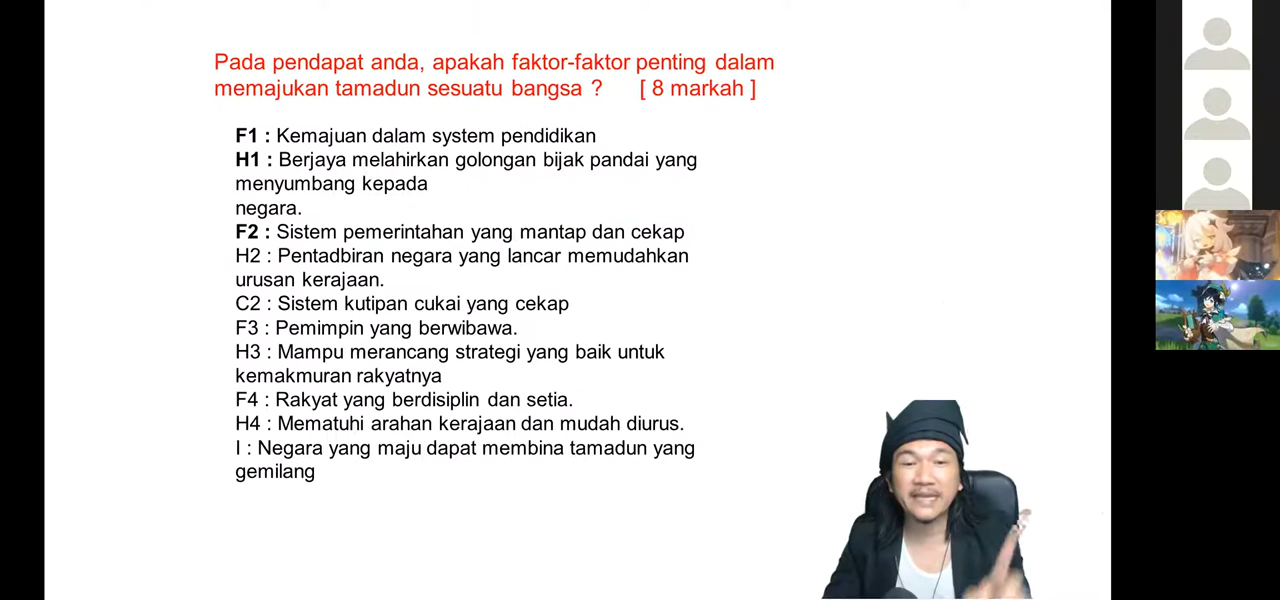 Pada pendapat anda, apakah faktor-faktor penting dalam
memajukan tamadun sesuatu bangsa ? [ 8 markah ]
F1 : Kemajuan dalam system pendidikan
H1 : Berjaya melahirkan golongan bijak pandai yang
menyumbang kepada
negara.
F2 : Sistem pemerintahan yang mantap dan cekap
H2 : Pentadbiran negara yang lancar memudahkan
urusan kerajaan.
C2 : Sistem kutipan cukai yang cekap
F3 : Pemimpin yang berwibawa.
H3 : Mampu merancang strategi yang baik untuk
kemakmuran rakyatnya
F4 : Rakyat yang berdisiplin dan setia.
H4 : Mematuhi arahan kerajaan dan mudah diurus.
I : Negara yang maju dapat membina tamadun yang
gemilang